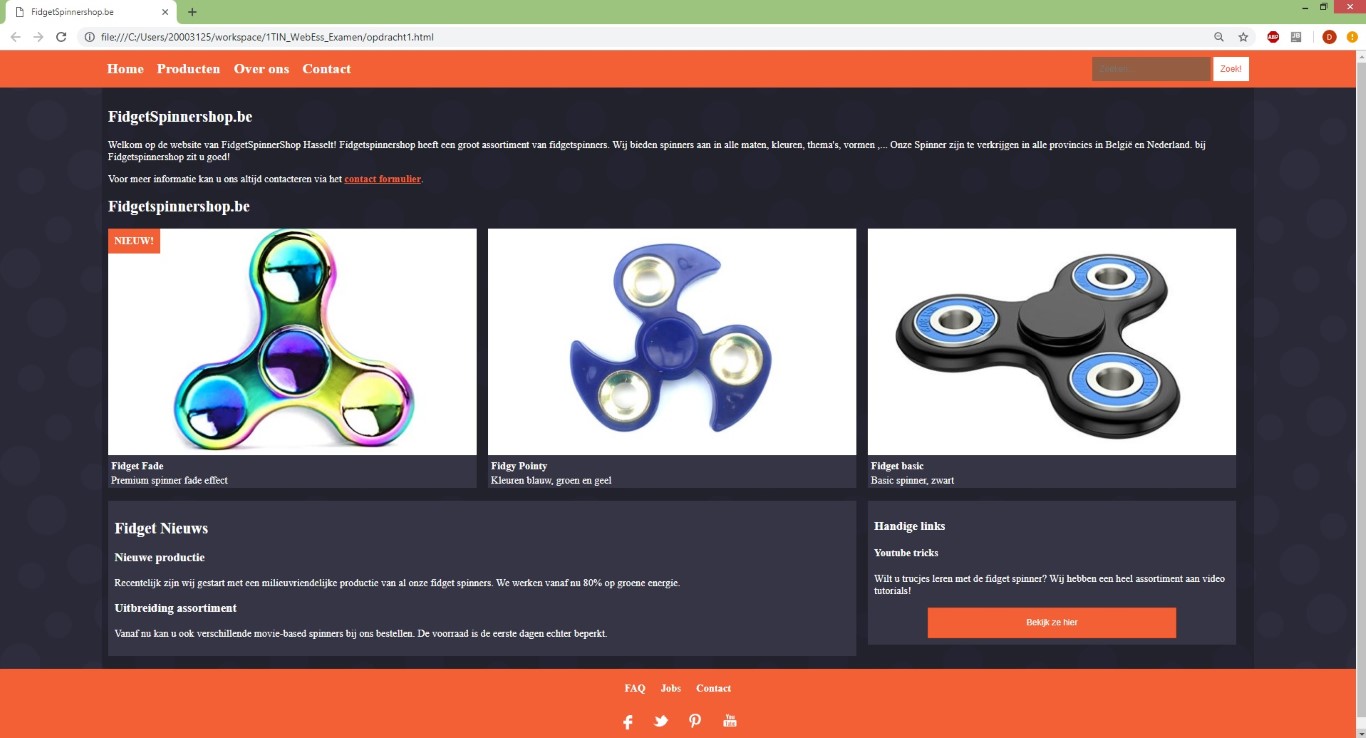 FidgetSpinnershop.be
file:///C:/Users/20003125/workspace/1TIN_WebEss_Examen/opdracht1.html
ABP
D
Home Producten Over ons Contact
Zoek!
FidgetSpinnershop.be
Welkom op de website van FidgetSpinnerShop Hasselt! Fidgetspinnershop heeft een groot assortiment van fidgetspinners. Wij bieden spinners aan in alle maten, kleuren, thema's, vormen ,... Onze Spinner zijn te verkrijgen in alle provincies in België en Nederland. bij
Fidgetspinnershop zit u goed!
Voor meer informatie kan u ons altijd contacteren via het contact formulier.
Fidgetspinnershop.be
NIEUW!
Fidget Fade
Premium spinner fade effect
Fidgy Pointy
Kleuren blauw, groen en geel
Fidget basic
Basic spinner, zwart
Fidget Nieuws
Nieuwe productie
Recentelijk zijn wij gestart met een milieuvriendelijke productie van al onze fidget spinners. We werken vanaf nu 80% op groene energie.
Uitbreiding assortiment
Vanaf nu kan u ook verschillende movie-based spinners bij ons bestellen. De voorraad is de eerste dagen echter beperkt.
Handige links
Youtube tricks
Wilt u trucjes leren met de fidget spinner? Wij hebben een heel assortiment aan video
tutorials!
Bekijk ze hier
FAQ Jobs Contact
You
Tube